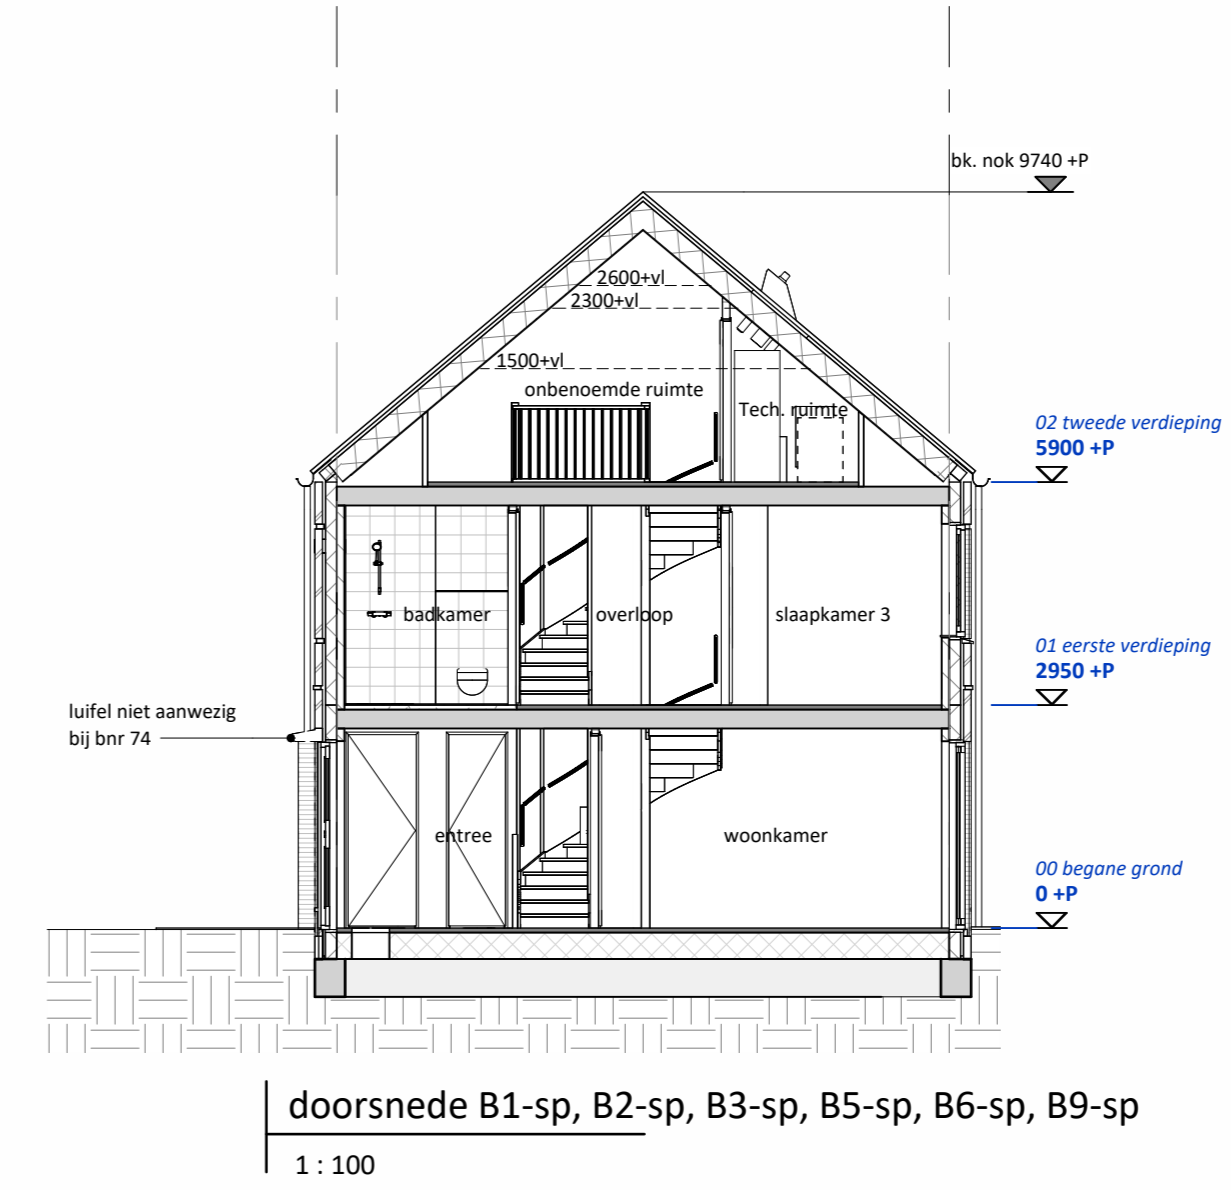 bk. nok 9740 +P
2600+vl
2300+vl
1500+vl
onbenoemde ruimte
Tech. ruimte
02 tweede verdieping
5900 +P
badkamer
overloop
slaapkamer 3
01 eerste verdieping
2950 +P
luifel niet aanwezig
bij bnr 74
entree
woonkamer
00 begane grond
0 +P
doorsnede B1-sp, B2-sp, B3-sp, B5-sp, B6-sp, B9-sp
1 : 100